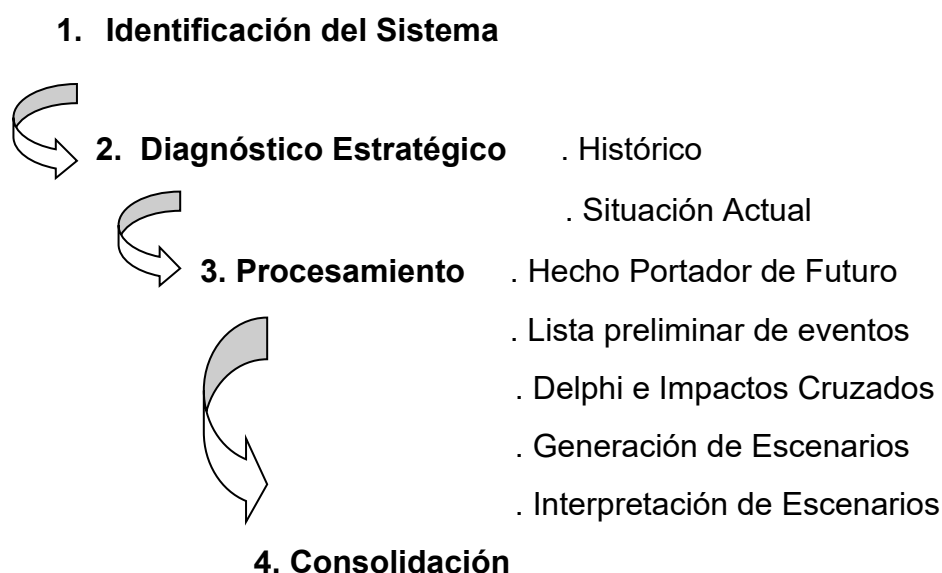 1. Identificación del Sistema
2. Diagnóstico Estratégico . Histórico
. Situación Actual
3. Procesamiento . Hecho Portador de Futuro
. Lista preliminar de eventos
. Delphi e Impactos Cruzados
. Generación de Escenarios
. Interpretación de Escenarios
4. Consolidación